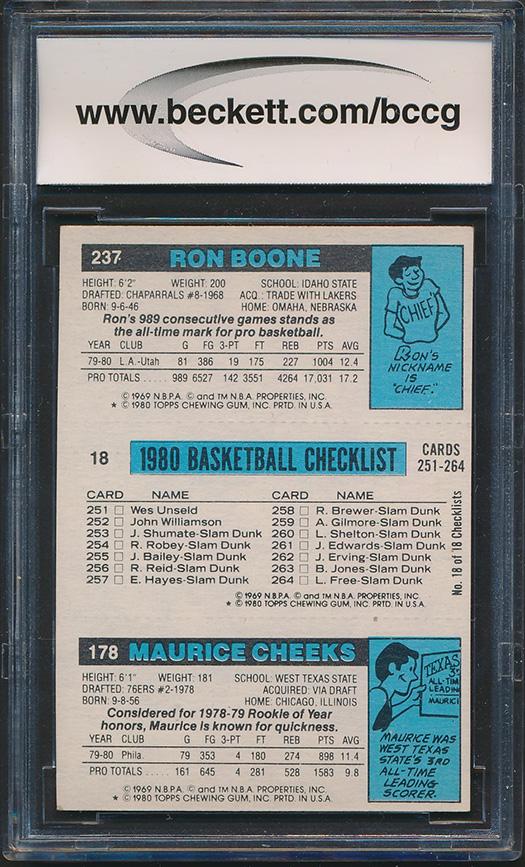 www.beckett.com/bccg
237 RON BOONE
HEIGHT: 6'2" WEIGHT: 200 SCHOOL: IDAHO STATE
DRAFTED: CHAPARRALS #8-1968 ACQ.: TRADE WITH LAKERS
BORN: 9-6-46 HOME: OMAHA, NEBRASKA
Ron's 989 consecutive games stands as
the all-time mark for pro basketball.
YEAR CLUB G FG 3-PT FT REB PTS AVG
79-80 L.A.-Utah 81 386 19 175 227 1004 12.4
PRO TOTALS ..... 989 6527 142 3551 4264 17,031 17.2
© 1969 N.B.P.A. © and TM N.B.A. PROPERTIES, INC.
★ © 1980 TOPPS CHEWING GUM, INC. PRTD. IN U.S.A.
CHIEF
RON'S
NICKNAME
IS
"CHIEF."
18 1980 BASKETBALL CHECKLIST CARDS
251-264
CARD NAME CARD NAME
251 □ Wes Unseld 258 □ R. Brewer-Slam Dunk
252 □ John Williamson 259 □ A. Gilmore-Slam Dunk
253 □ J. Shumate-Slam Dunk 260 □ L. Shelton-Slam Dunk
254 □ R. Robey-Slam Dunk 261 □ J. Edwards-Slam Dunk
255 □ J. Bailey-Slam Dunk 262 □ J. Erving-Slam Dunk
256 □ R. Reid-Slam Dunk 263 □ B. Jones-Slam Dunk
257 □ E. Hayes-Slam Dunk 264 □ L. Free-Slam Dunk
No. 18 of 18 Checklists
© 1969 N.B.P.A. © and TM N.B.A. PROPERTIES, INC.
★ © 1980 TOPPS CHEWING GUM, INC. PRTD. IN U.S.A.
178 MAURICE CHEEKS
HEIGHT: 6'1" WEIGHT: 181 SCHOOL: WEST TEXAS STATE
DRAFTED: 76ERS #2-1978 ACQUIRED: VIA DRAFT
BORN: 9-8-56 HOME: CHICAGO, ILLINOIS
Considered for 1978-79 Rookie of Year
honors, Maurice is known for quickness.
YEAR CLUB G FG 3-PT FT REB PTS AVG
79-80 Phila. 79 353 4 180 274 898 11.4
PRO TOTALS ..... 161 645 4 281 528 1583 9.8
© 1969 N.B.P.A. © and TM N.B.A. PROPERTIES, INC.
★ © 1980 TOPPS CHEWING GUM, INC. PRTD. IN U.S.A.
TEXAS
ALL-TIM
LEADIN
MAURIC
MAURICE WAS
WEST TEXAS
STATE'S 3RD
ALL-TIME
LEADING
SCORER.